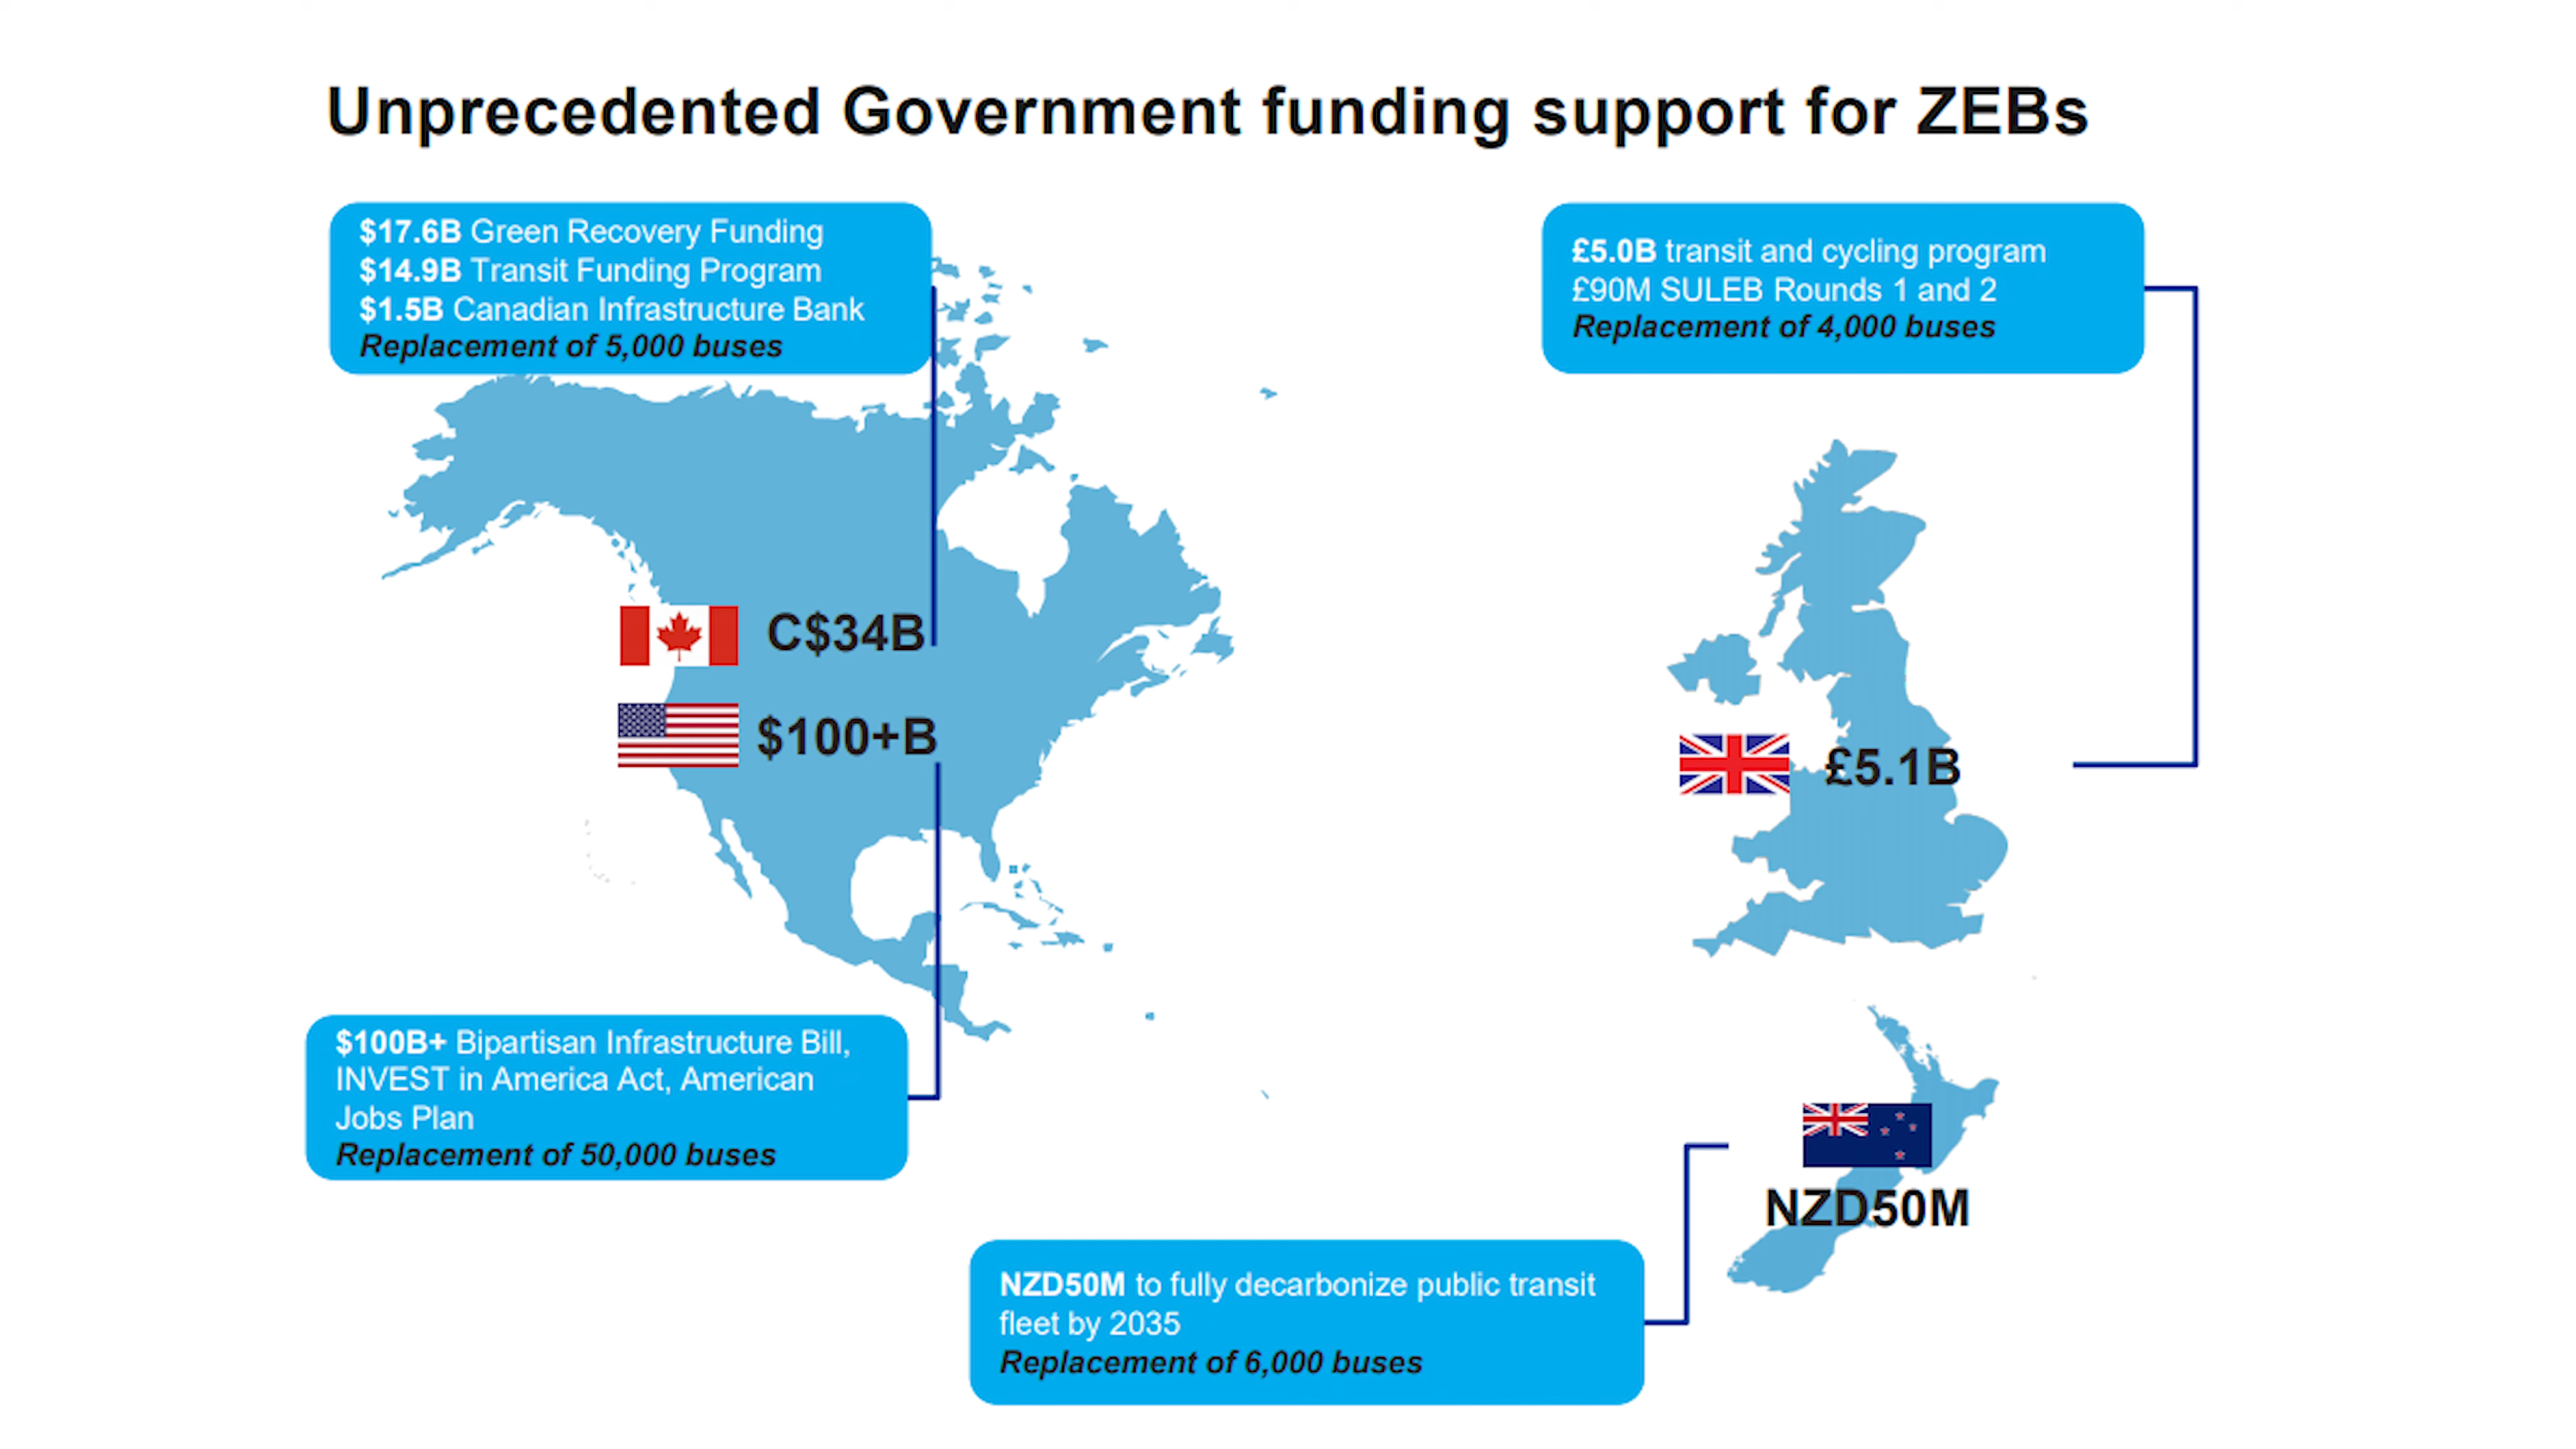 Unprecedented Government funding support for ZEBs
$17.6B Green Recovery Funding
$14.9B Transit Funding Program
$1.5B Canadian Infrastructure Bank
Replacement of 5,000 buses
£5.0B transit and cycling program
£90M SULEB Rounds 1 and 2
Replacement of 4,000 buses
C$34B
$100+B
£5.1B
$100B+ Bipartisan Infrastructure Bill,
INVEST in America Act, American
Jobs Plan
Replacement of 50,000 buses
NZD50M
NZD50M to fully decarbonize public transit
fleet by 2035
Replacement of 6,000 buses